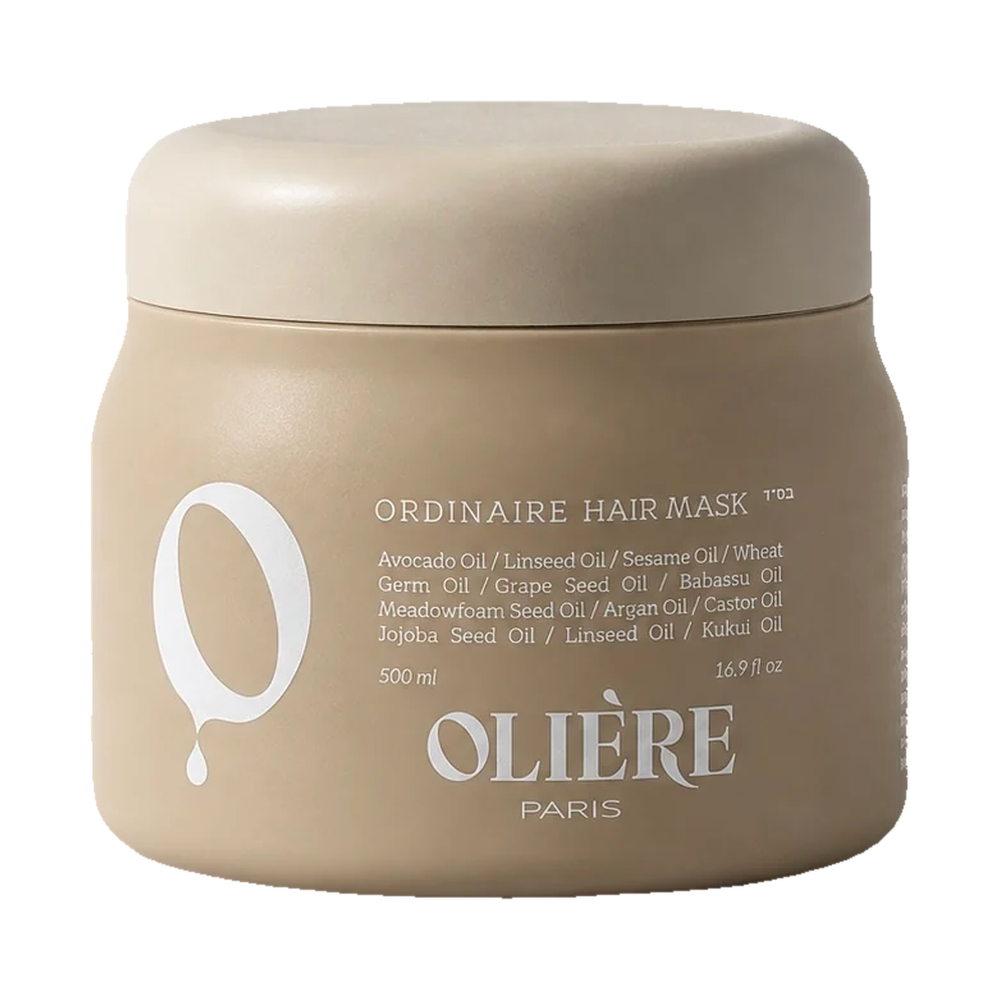 ORDINAIRE HAIR MASK בס"ד
Avocado Oil / Linseed Oil / Sesame Oil / Wheat
Germ Oil / Grape Seed Oil / Babassu Oil
Meadowfoam Seed Oil / Argan Oil / Castor Oil
Jojoba Seed Oil / Linseed Oil / Kukui Oil
500 ml 16.9 fl oz
OLIÈRE
PARIS